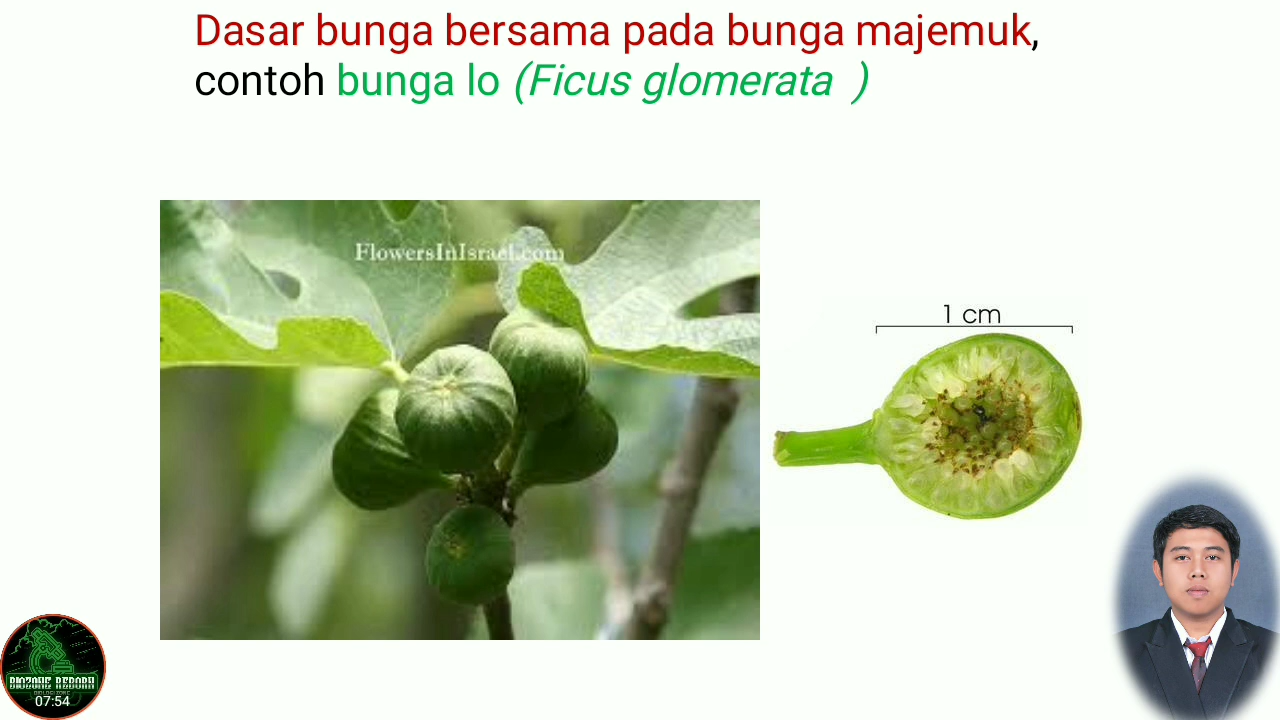 Dasar bunga bersama pada bunga majemuk,
contoh bunga lo (Ficus glomerata )
FlowersInIsrael.com
1 cm
BIOZONE REBORN
07:54